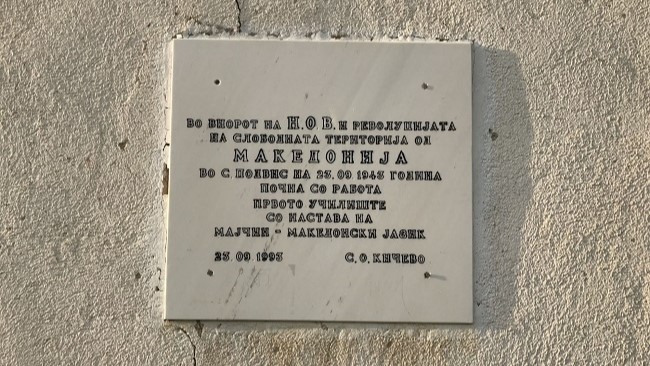 ВО ВИОРОТ НА Н.О.В. И РЕВОЛУЦИЈАТА
НА СЛОБОДНАТА ТЕРИТОРИЈА ОД
МАКЕДОНИЈА
ВО С. ПОДВИС НА 23.09.1943 ГОДИНА
ПОЧНА СО РАБОТА
ПРВОТО УЧИЛИШТЕ
СО НАСТАВА НА
МАЈЧИН - МАКЕДОНСКИ ЈАЗИК
23.09.1993 С.О. КИЧЕВО